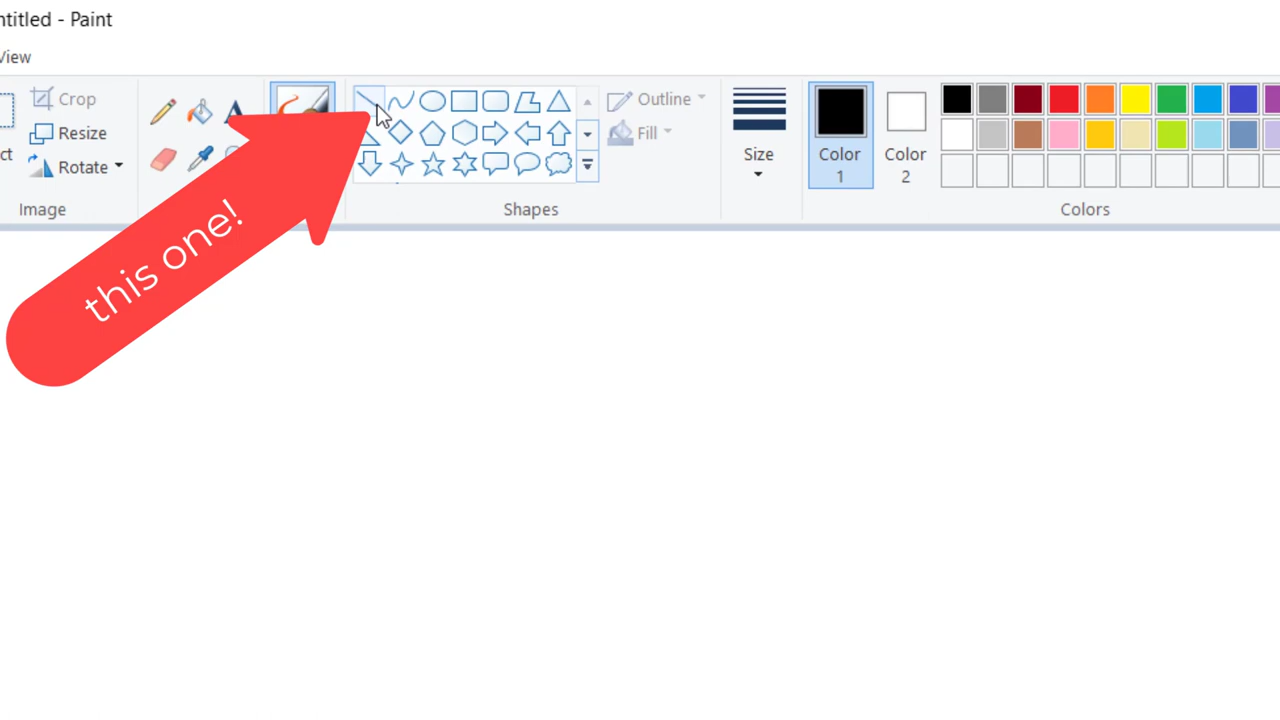 ntitled - Paint
View
Crop
Resize
ct
Rotate
Image
A
Shapes
Outline
Fill
Size
Color
1
Color
2
Colors
this one!